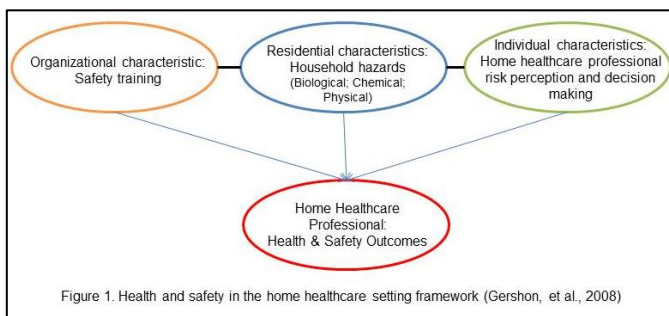 Organizational characteristic:
Safety training
Residential characteristics:
Household hazards
(Biological; Chemical;
Physical)
Individual characteristics:
Home healthcare professional
risk perception and decision
making
Home Healthcare
Professional:
Health & Safety Outcomes
Figure 1. Health and safety in the home healthcare setting framework (Gershon, et al., 2008)